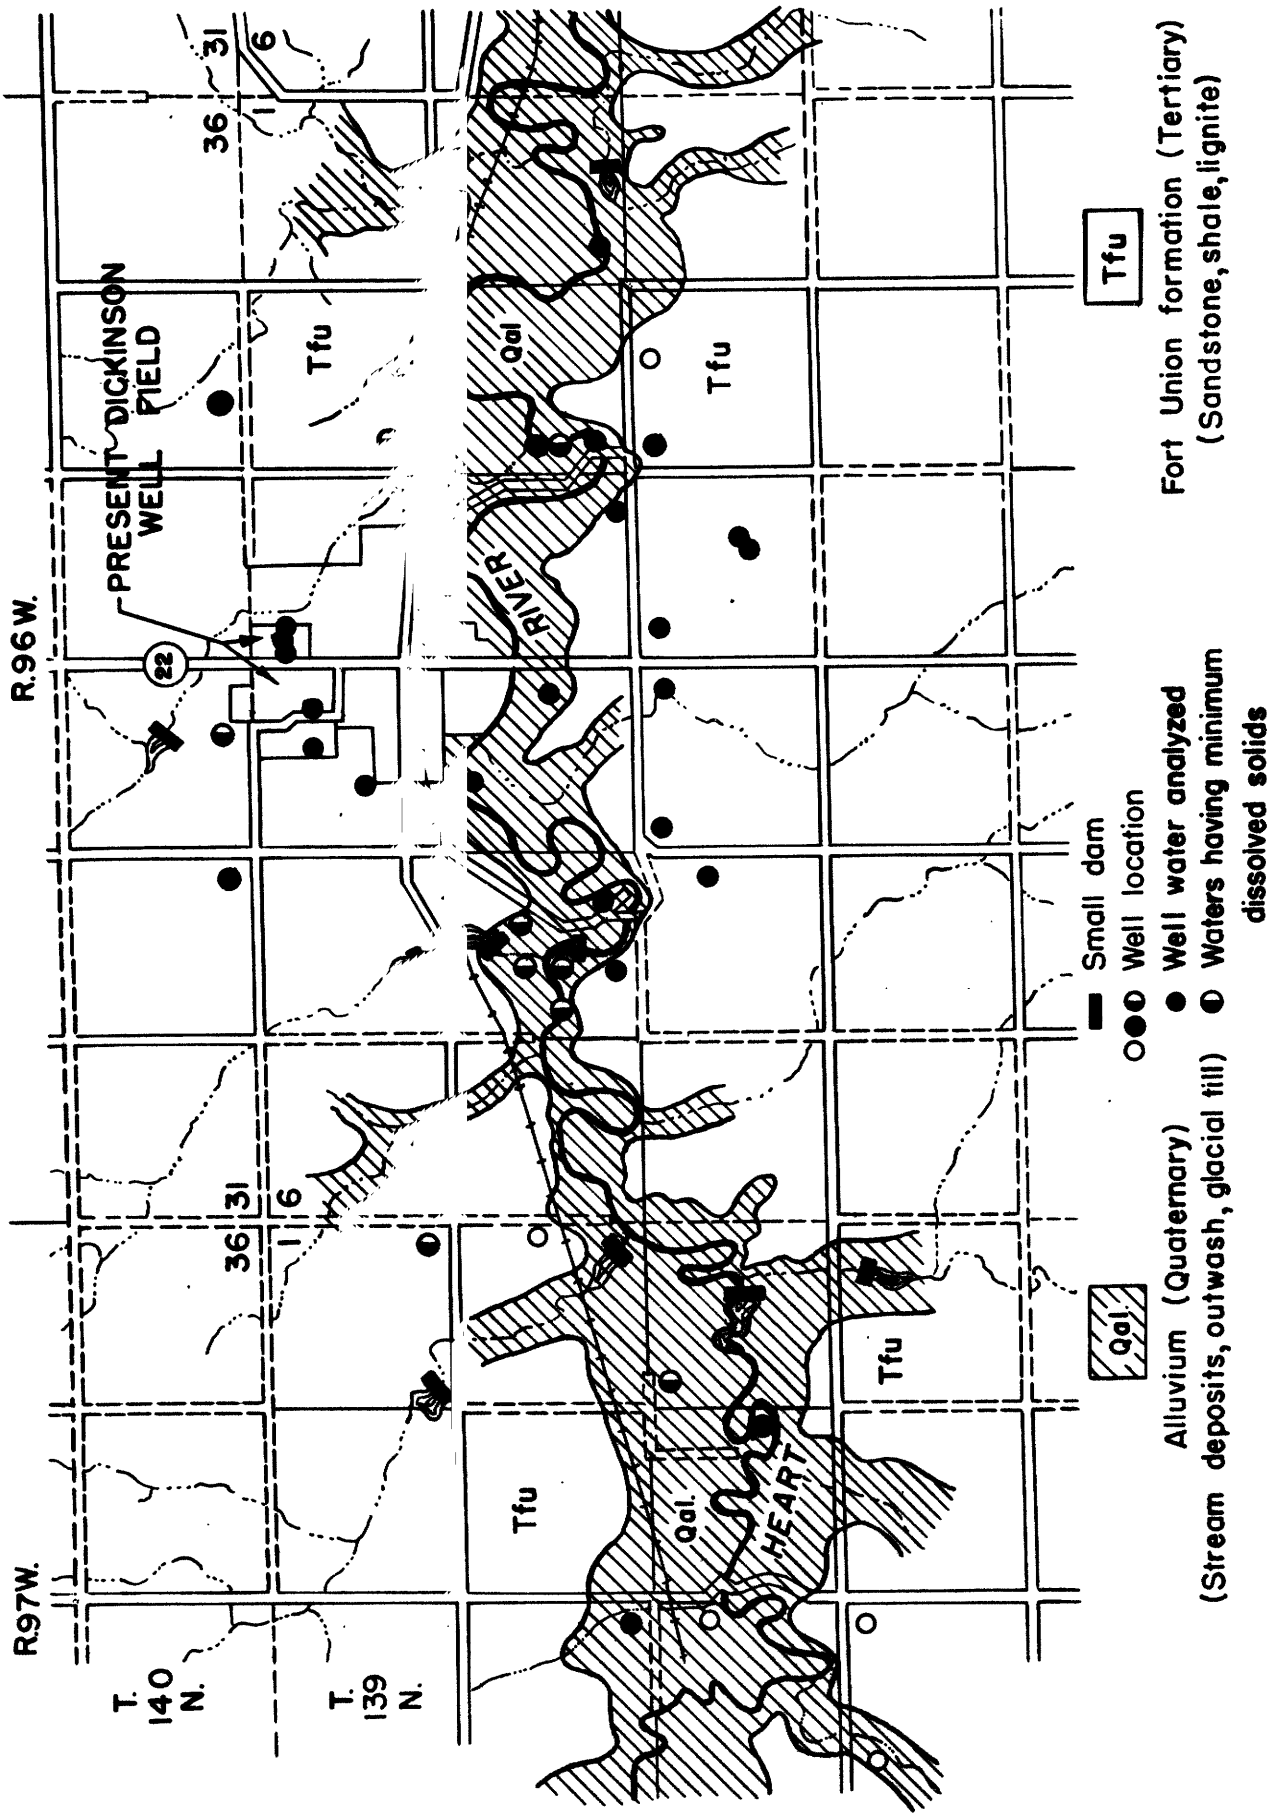 R.97W.
R.96W.
T.
140
N.
T.
139
N.
36 31
1 6
36 31
1 6
22
PRESENT DICKINSON
WELL FIELD
Tfu
Tfu
Qal.
HEART
Tfu
RIVER
Tfu
Qal
Tfu
Qal.
Alluvium (Quaternary)
(Stream deposits, outwash, glacial till)
Small dam
Well location
Well water analyzed
Waters having minimum
dissolved solids
Tfu
Fort Union formation (Tertiary)
(Sandstone, shale, lignite)